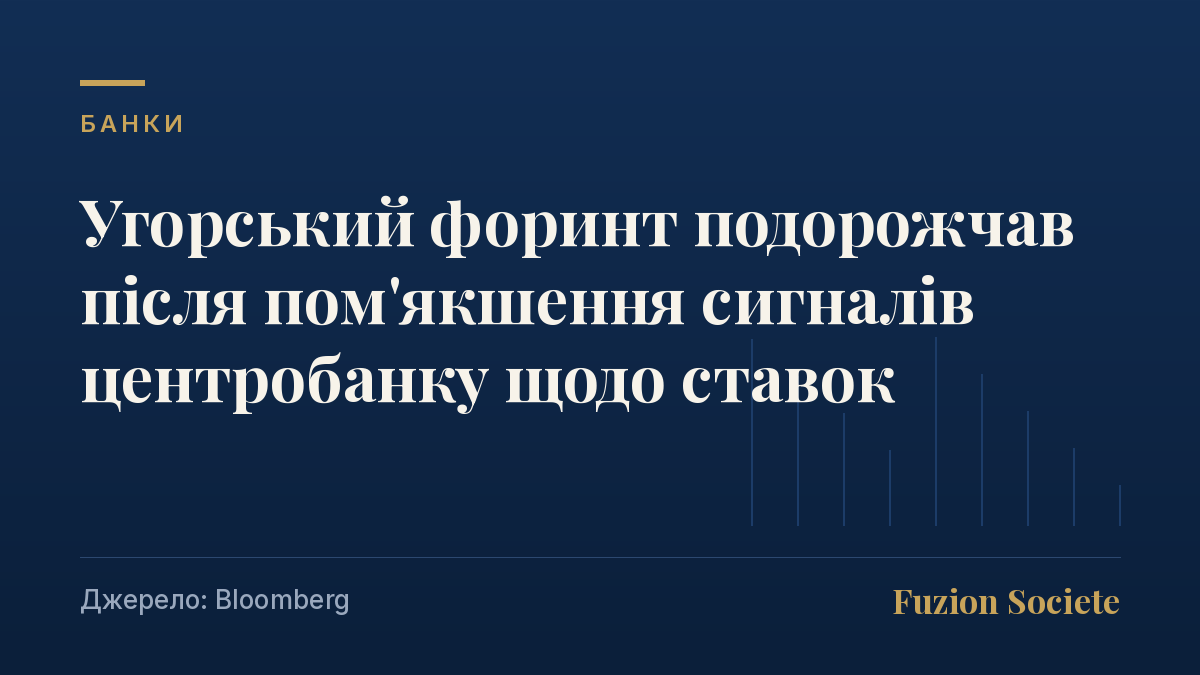 БАНКИ
Угорський форинт подорожчав
після пом'якшення сигналів
центробанку щодо ставок
Джерело: Bloomberg
Fuzion Societe